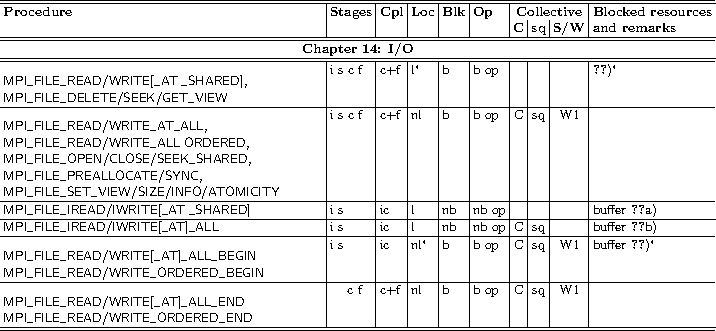 Procedure Stages Cpl Loc Blk Op Collective Blocked resources
C sq S/W and remarks
Chapter 14: I/O
i s c f c+f l‘ b b op ??)‘
MPI_FILE_READ/WRITE[_AT _SHARED],
MPI_FILE_DELETE/SEEK/GET_VIEW
i s c f c+f nl b b op C sq W1
MPI_FILE_READ/WRITE_AT_ALL,
MPI_FILE_READ/WRITE_ALL ORDERED,
MPI_FILE_OPEN/CLOSE/SEEK_SHARED,
MPI_FILE_PREALLOCATE/SYNC,
MPI_FILE_SET_VIEW/SIZE/INFO/ATOMICITY
MPI_FILE_IREAD/IWRITE[_AT _SHARED] i s ic l nb nb op buffer ??a)
MPI_FILE_IREAD/IWRITE[_AT]_ALL i s ic l nb nb op C sq buffer ??b)
i s ic nl‘ b b op C sq W1 buffer ??)‘
MPI_FILE_READ/WRITE[_AT]_ALL_BEGIN
MPI_FILE_READ/WRITE_ORDERED_BEGIN
c f c+f nl b b op C sq W1
MPI_FILE_READ/WRITE[_AT]_ALL_END
MPI_FILE_READ/WRITE_ORDERED_END